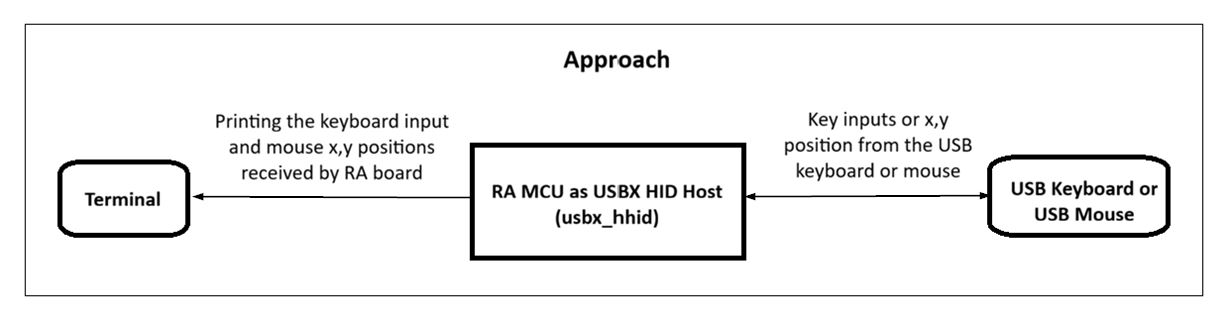 Approach
Printing the keyboard input
and mouse x,y positions
received by RA board
Key inputs or x,y
position from the USB
keyboard or mouse
Terminal
RA MCU as USBX HID Host
(usbx_hhid)
USB Keyboard or
USB Mouse